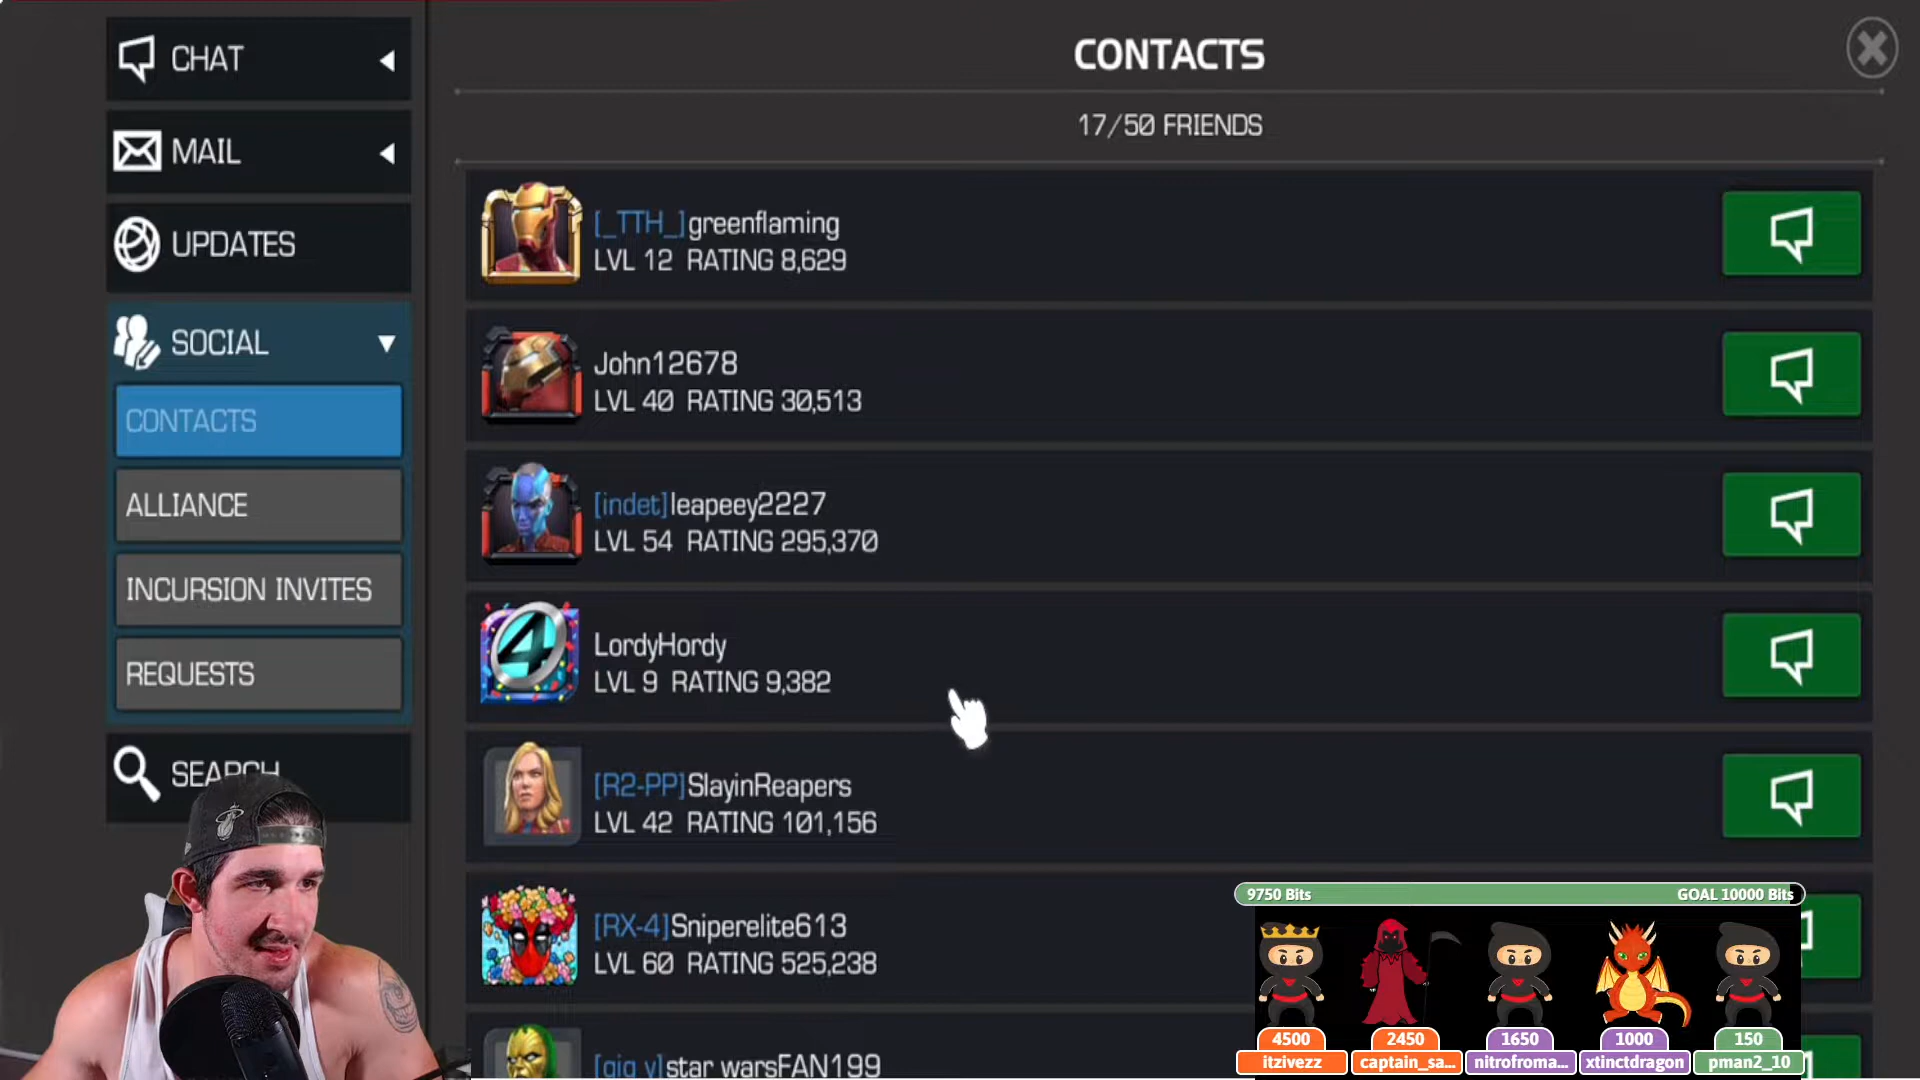 CHAT
MAIL
UPDATES
SOCIAL
CONTACTS
ALLIANCE
INCURSION INVITES
REQUESTS
SEARCH
CONTACTS
17/50 FRIENDS
[_TTH_]greenflaming
LVL 12 RATING 8,629
John12678
LVL 40 RATING 30,513
[indet]leapeey2227
LVL 54 RATING 295,370
LordyHordy
LVL 9 RATING 9,382
[R2-PP]SlayinReapers
LVL 42 RATING 101,156
[RX-4]Sniperelite613
LVL 60 RATING 525,238
star warsFAN199
9750 Bits GOAL 10000 Bits
4500 2450 1650 1000 150
itzivezz captain_sa... nitrofroma... xtinctdragon pman2_10